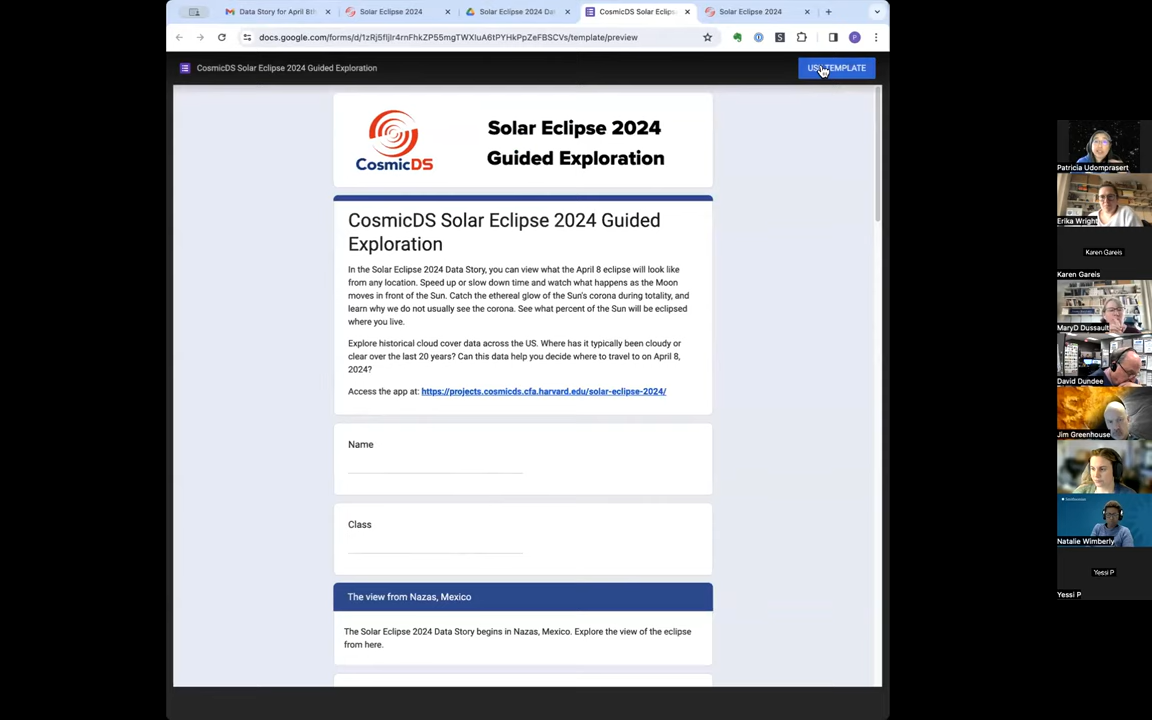 Data Story for April 8th
Solar Eclipse 2024
Solar Eclipse 2024 Dat
CosmicDS Solar Eclips
Solar Eclipse 2024
CosmicDS Solar Eclipse 2024 Guided Exploration
USE TEMPLATE
CosmicDS
Solar Eclipse 2024
Guided Exploration
CosmicDS Solar Eclipse 2024 Guided
Exploration
In the Solar Eclipse 2024 Data Story, you can view what the April 8 eclipse will look like
from any location. Speed up or slow down time and watch what happens as the Moon
moves in front of the Sun. Catch the ethereal glow of the Sun's corona during totality, and
learn why we do not usually see the corona. See what percent of the Sun will be eclipsed
where you live.
Explore historical cloud cover data across the US. Where has it typically been cloudy or
clear over the last 20 years? Can this data help you decide where to travel to on April 8,
2024?
Access the app at: https://projects.cosmicds.cfa.harvard.edu/solar-eclipse-2024/
Name
Class
The view from Nazas, Mexico
The Solar Eclipse 2024 Data Story begins in Nazas, Mexico. Explore the view of the eclipse
from here.
Patricia Udomprasert
Erika Wright
Karen Gareis
Karen Gareis
MaryD Dussault
David Dundee
Jim Greenhouse
Natalie Wimberly
Yessi P
Yessi P